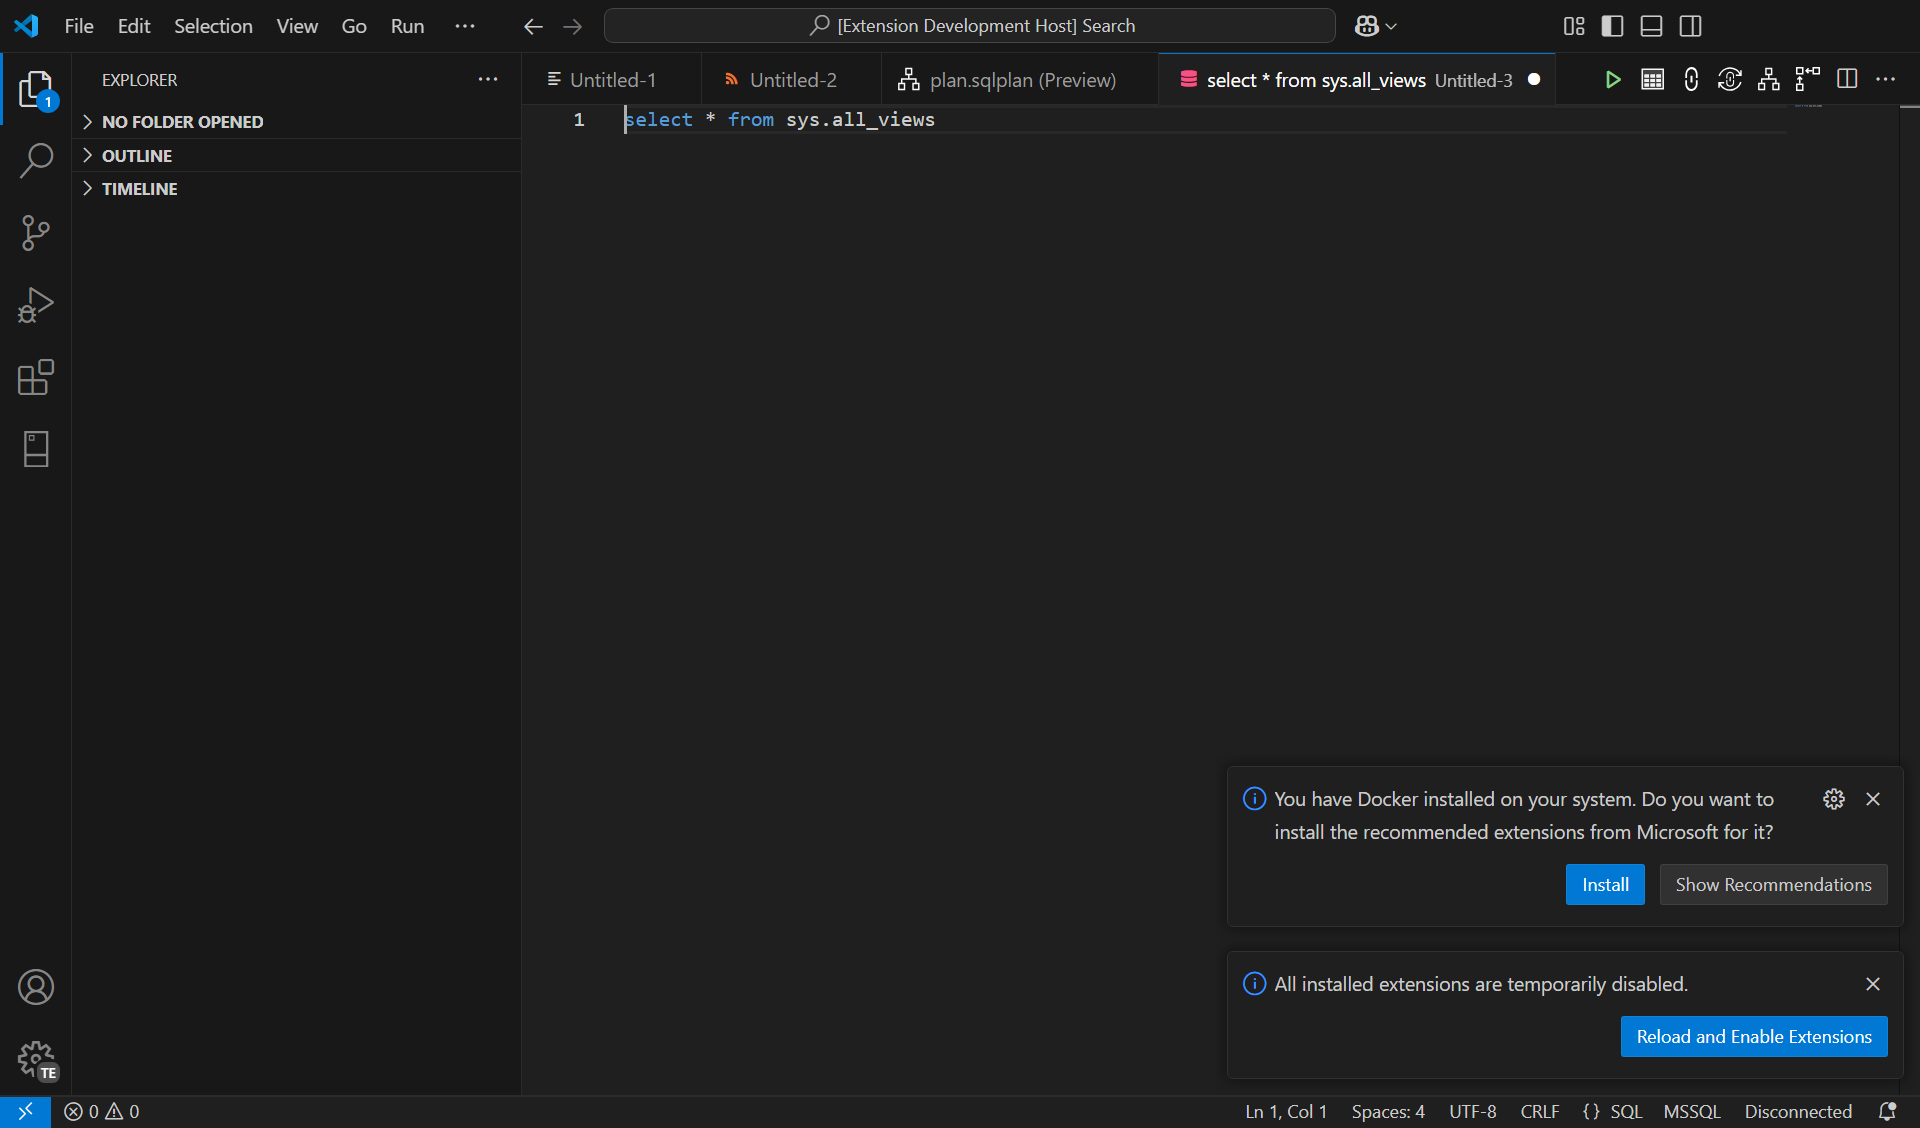 File Edit Selection View Go Run
[Extension Development Host] Search
EXPLORER
Untitled-1
Untitled-2
plan.sqlplan (Preview)
select * from sys.all_views Untitled-3
1
NO FOLDER OPENED
OUTLINE
TIMELINE
1 select * from sys.all_views
You have Docker installed on your system. Do you want to
install the recommended extensions from Microsoft for it?
Install
Show Recommendations
All installed extensions are temporarily disabled.
Reload and Enable Extensions
TE
0 0
Ln 1, Col 1
Spaces: 4
UTF-8
CRLF
{} SQL
MSSQL
Disconnected